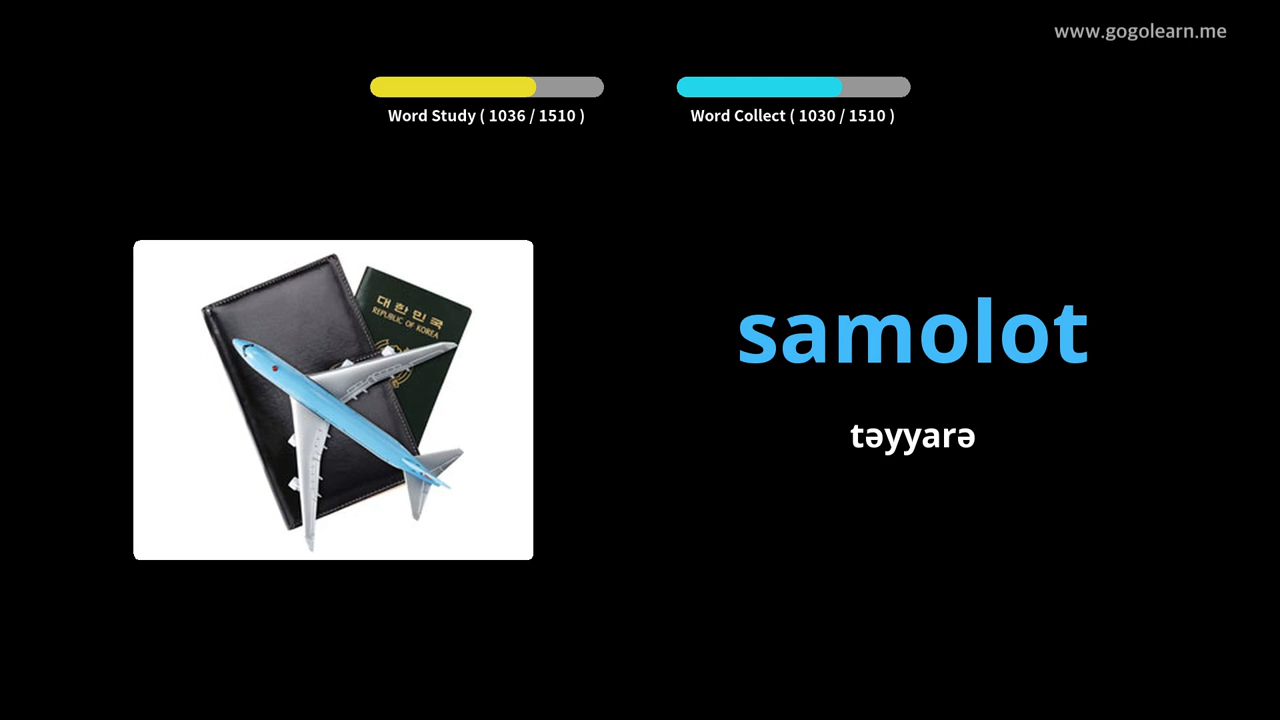 www.gogolearn.me
Word Study ( 1036 / 1510 )
Word Collect ( 1030 / 1510 )
대한민국
REPUBLIC OF KOREA
samolot
təyyarə